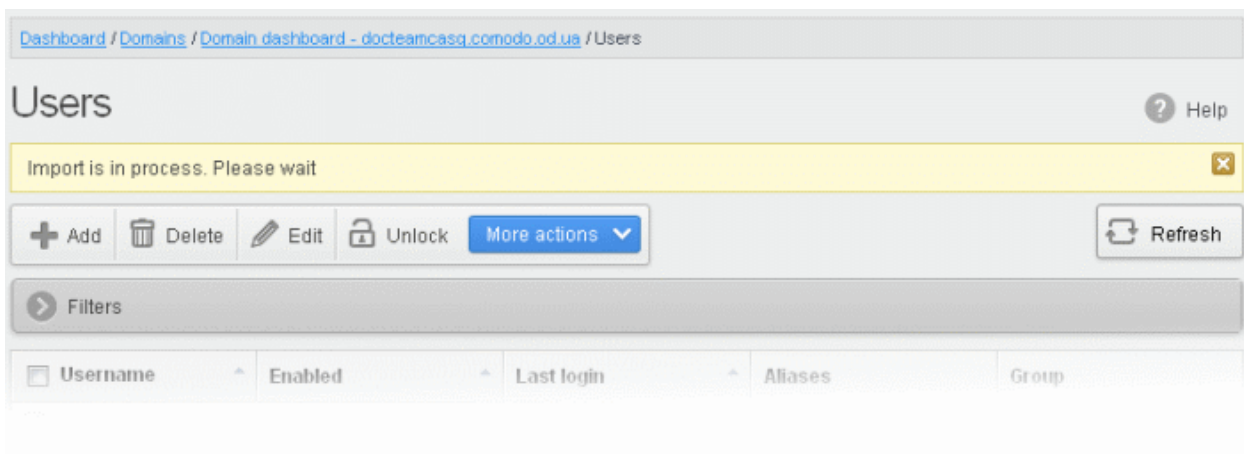 Dashboard / Domains / Domain dashboard - docteamcasg.comodo.od.ua / Users
Users
? Help
Import is in process. Please wait
Add Delete Edit Unlock More actions Refresh
Filters
Username Enabled Last login Aliases Group